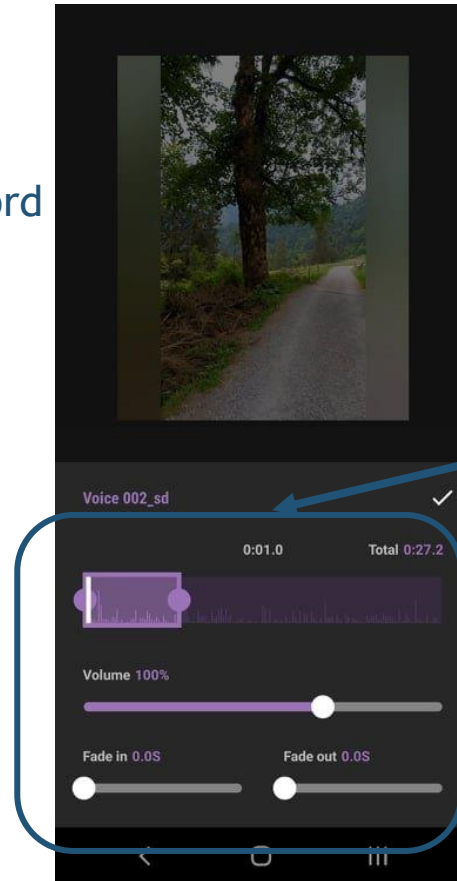 ord
Voice 002_sd
0:01.0 Total 0:27.2
Volume 100%
Fade in 0.0S Fade out 0.0S